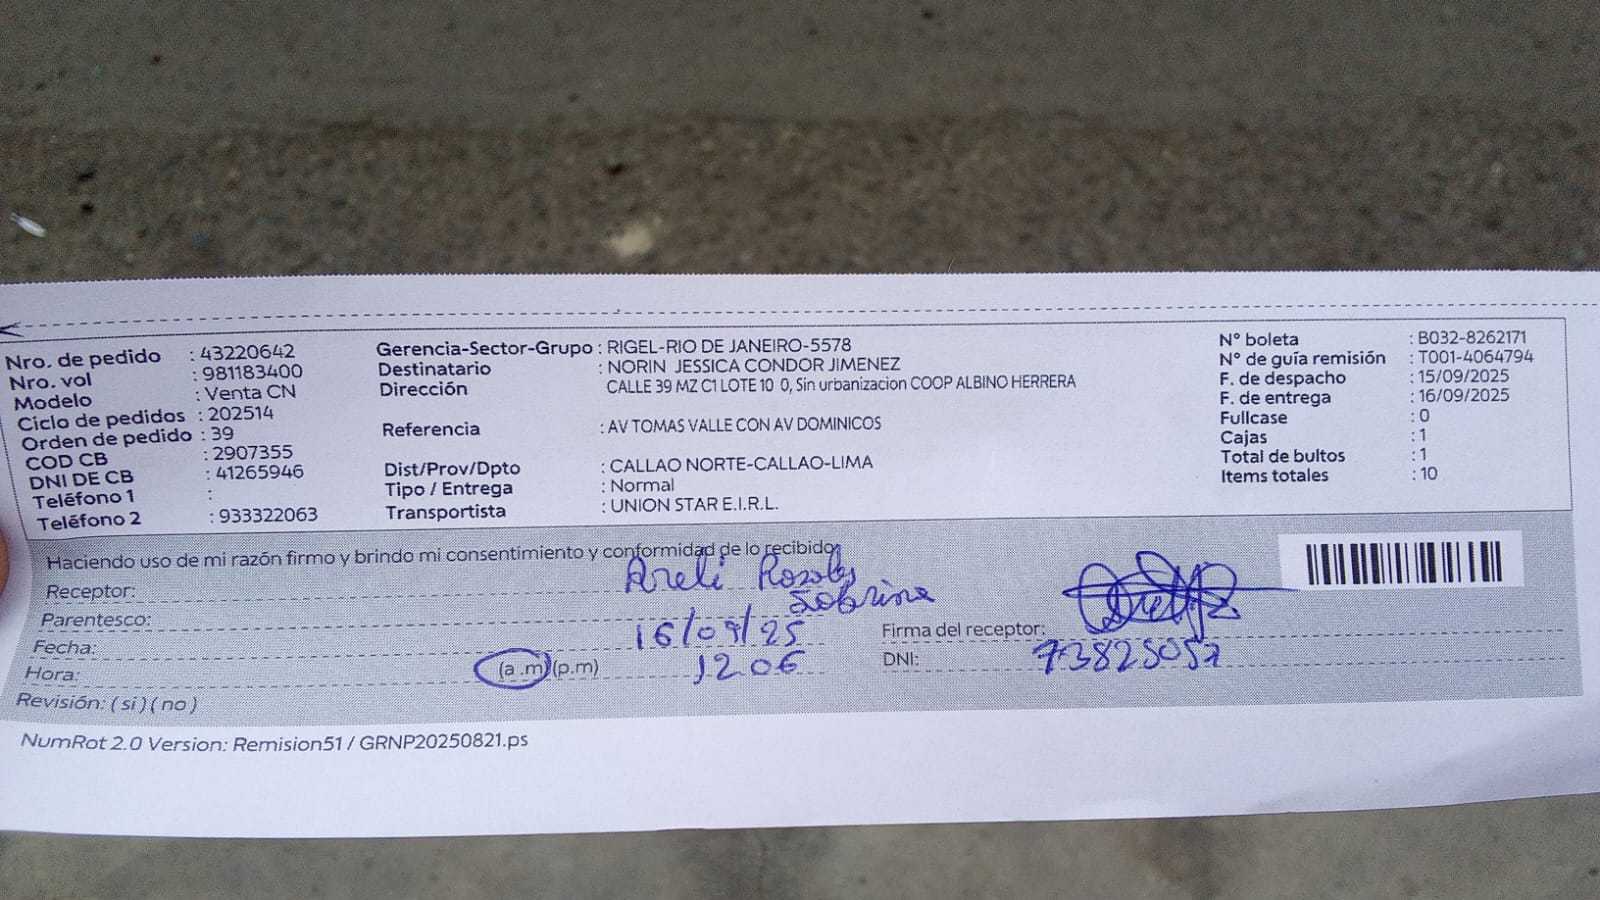 Nro. de pedido : 43220642
Nro. vol : 981183400
Modelo : Venta CN
Ciclo de pedidos : 202514
Orden de pedido : 39
COD CB : 2907355
DNI DE CB : 41265946
Teléfono 1 :
Teléfono 2 : 933322063
Gerencia-Sector-Grupo : RIGEL-RIO DE JANEIRO-5578
Destinatario : NORIN JESSICA CONDOR JIMENEZ
Dirección CALLE 39 MZ C1 LOTE 10 0, Sin urbanizacion COOP ALBINO HERRERA
Referencia : AV TOMAS VALLE CON AV DOMINICOS
Dist/Prov/Dpto : CALLAO NORTE-CALLAO-LIMA
Tipo / Entrega : Normal
Transportista : UNION STAR E.I.R.L.
N° boleta : B032-8262171
N° de guía remisión : T001-4064794
F. de despacho : 15/09/2025
F. de entrega : 16/09/2025
Fullcase : 0
Cajas : 1
Total de bultos : 1
Items totales : 10
Haciendo uso de mi razón firmo y brindo mi consentimiento y conformidad de lo recibido
Receptor: Areli Rosales
Parentesco: Sobrina
Fecha: 16/09/25
Hora: (a .m) (p.m) 12 06
Revisión: ( si ) ( no )
Firma del receptor:
DNI: 73825057
NumRot 2.0 Version: Remision51 / GRNP20250821.ps